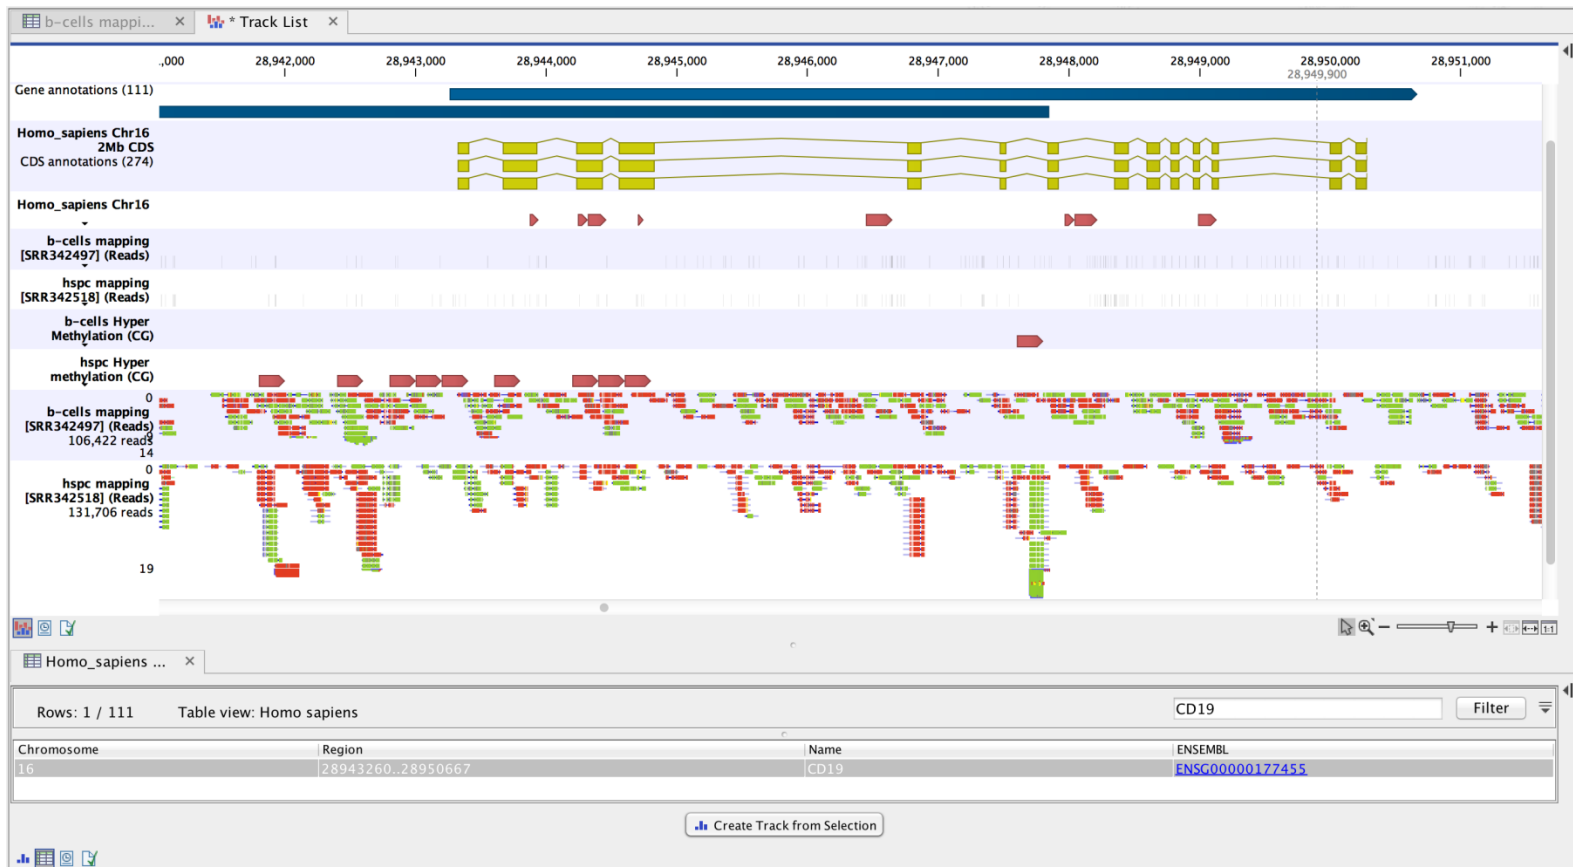 b-cells mappi...
* Track List
.,000 28,942,000 28,943,000 28,944,000 28,945,000 28,946,000 28,947,000 28,948,000 28,949,000 28,950,000 28,951,000
28,949,900
Gene annotations (111)
Homo_sapiens Chr16
2Mb CDS
CDS annotations (274)
Homo_sapiens Chr16
b-cells mapping
[SRR342497] (Reads)
hspc mapping
[SRR342518] (Reads)
b-cells Hyper
Methylation (CG)
hspc Hyper
methylation (CG)
0
b-cells mapping
[SRR342497] (Reads)
106,422 reads
14
0
hspc mapping
[SRR342518] (Reads)
131,706 reads
19
1:1
Homo_sapiens ...
Rows: 1 / 111 Table view: Homo sapiens CD19 Filter
Chromosome Region Name ENSEMBL
16 28943260..28950667 CD19 ENSG00000177455
Create Track from Selection